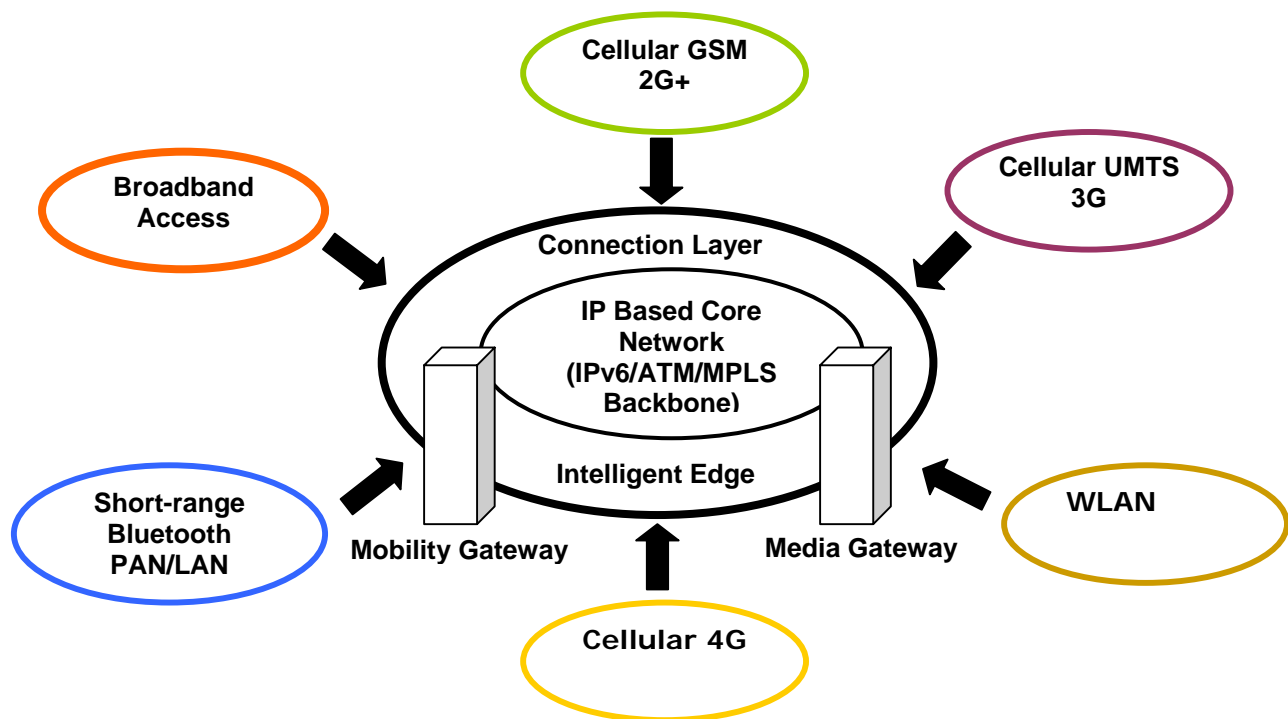 Cellular GSM
2G+
Broadband
Access
Cellular UMTS
3G
Connection Layer
IP Based Core
Network
(IPv6/ATM/MPLS
Backbone)
Intelligent Edge
Short-range
Bluetooth
PAN/LAN
WLAN
Mobility Gateway
Media Gateway
Cellular 4G